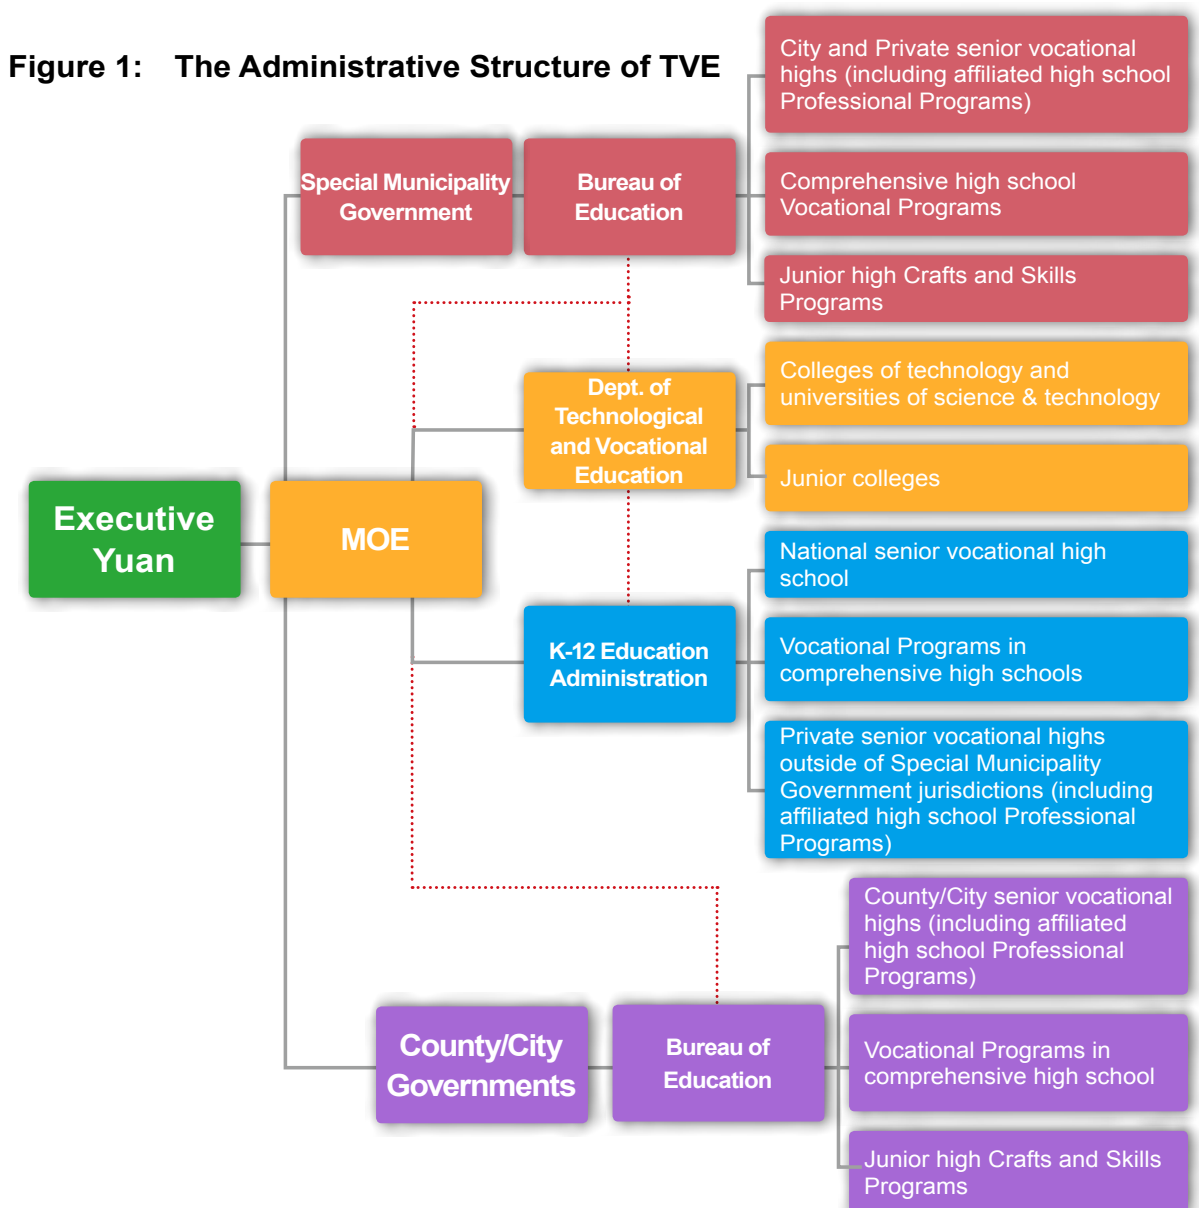 Figure 1: The Administrative Structure of TVE
City and Private senior vocational
highs (including affiliated high school
Professional Programs)
Special Municipality
Government
Bureau of
Education
Comprehensive high school
Vocational Programs
Junior high Crafts and Skills
Programs
Colleges of technology and
universities of science & technology
Dept. of
Technological
and Vocational
Education
Junior colleges
Executive
Yuan
MOE
National senior vocational high
school
K-12 Education
Administration
Vocational Programs in
comprehensive high schools
Private senior vocational highs
outside of Special Municipality
Government jurisdictions (including
affiliated high school Professional
Programs)
County/City senior vocational
highs (including affiliated
high school Professional
Programs)
County/City
Governments
Bureau of
Education
Vocational Programs in
comprehensive high school
Junior high Crafts and Skills
Programs